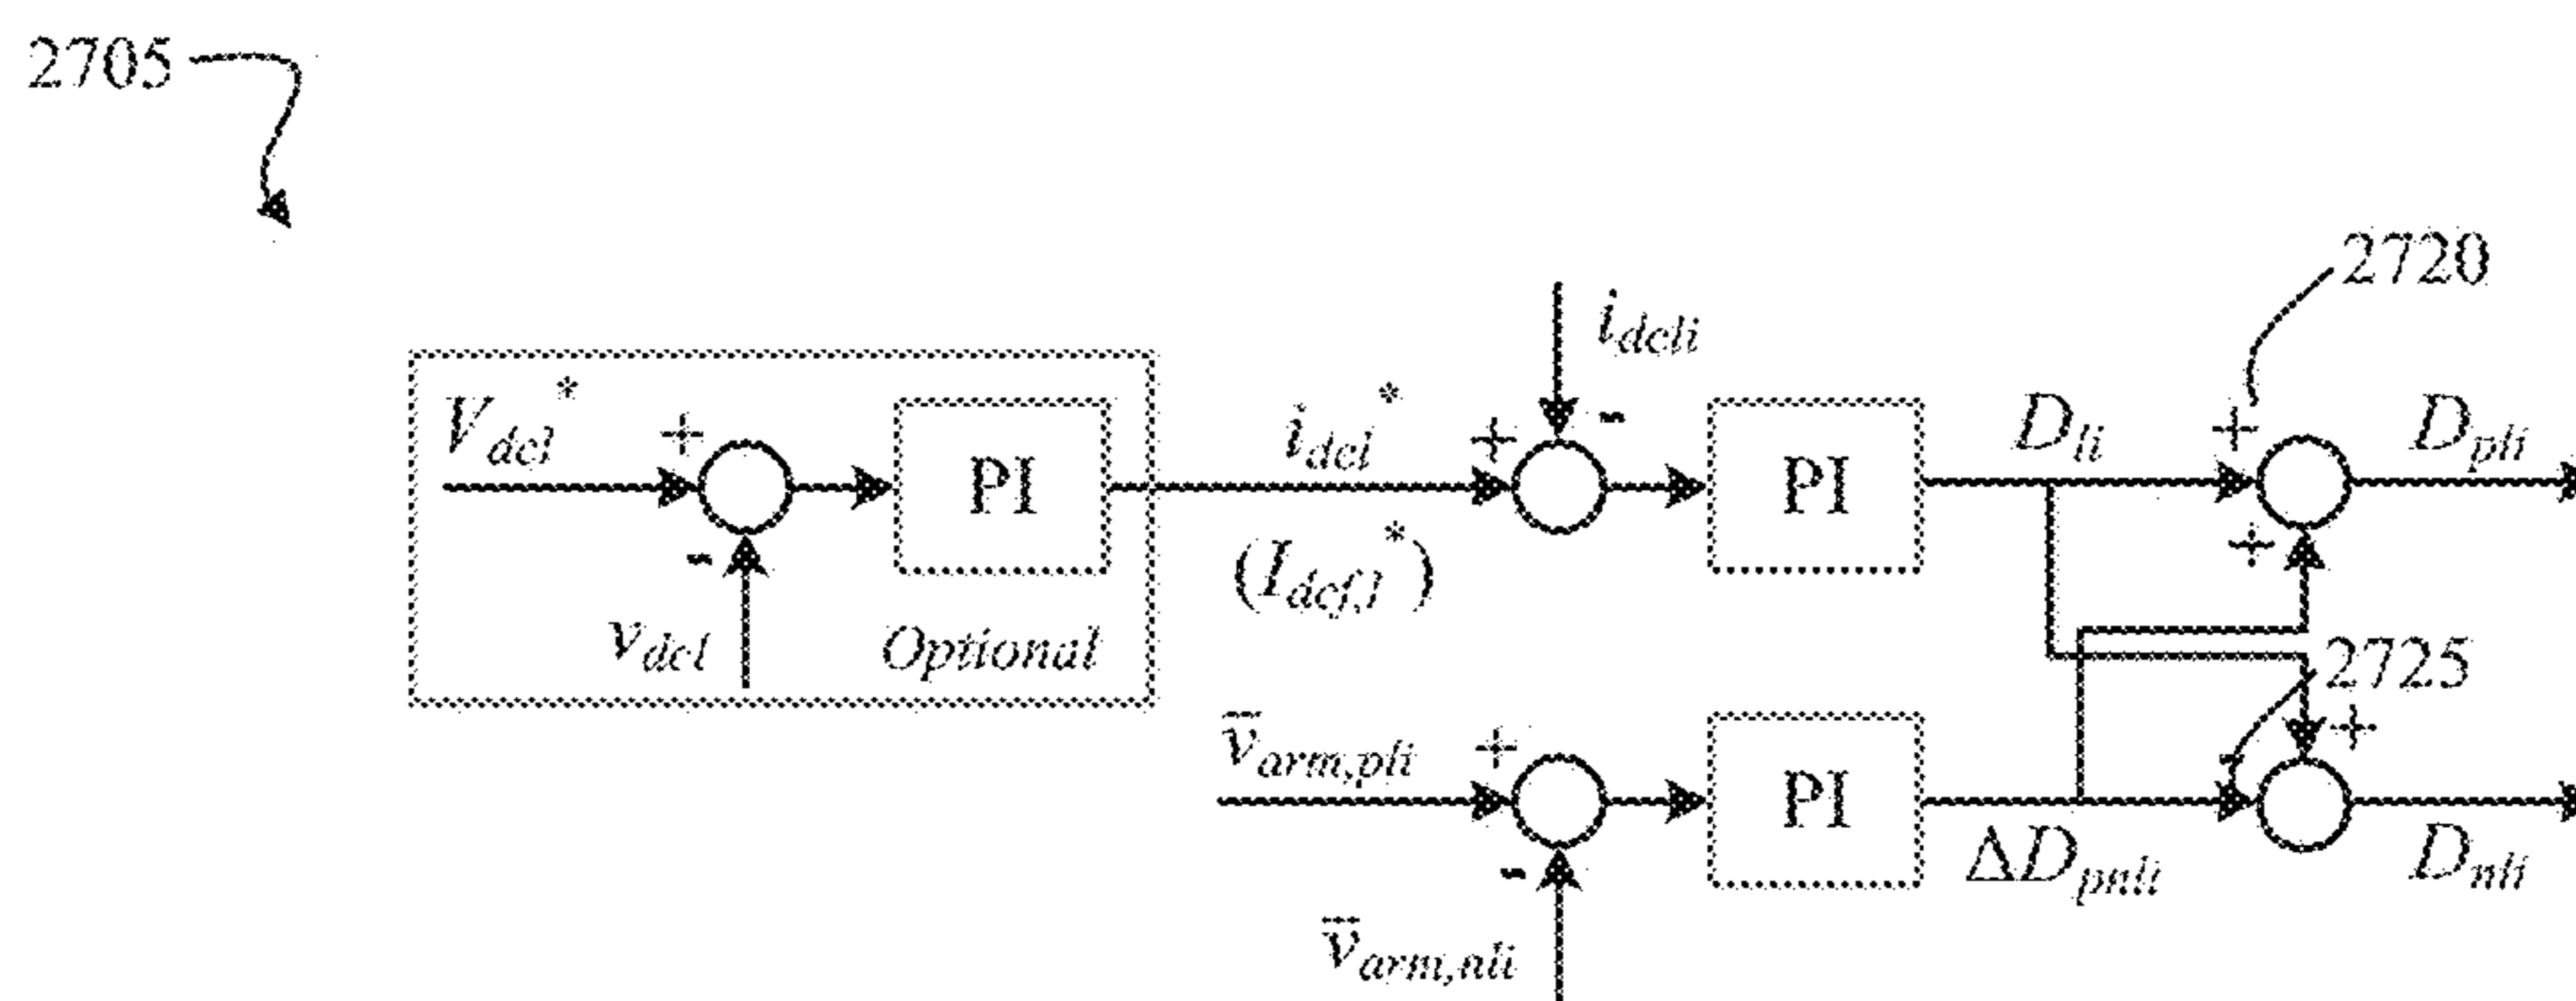 2705
2720
i_dcli
V_dcl* + PI i_dcl* + - PI D_li + D_pli
- (I_dcf,l*) +
v_dcl Optional
2725
v̄_arm,pli + PI - +
- ΔD_pnli D_nli
v̄_arm,nli